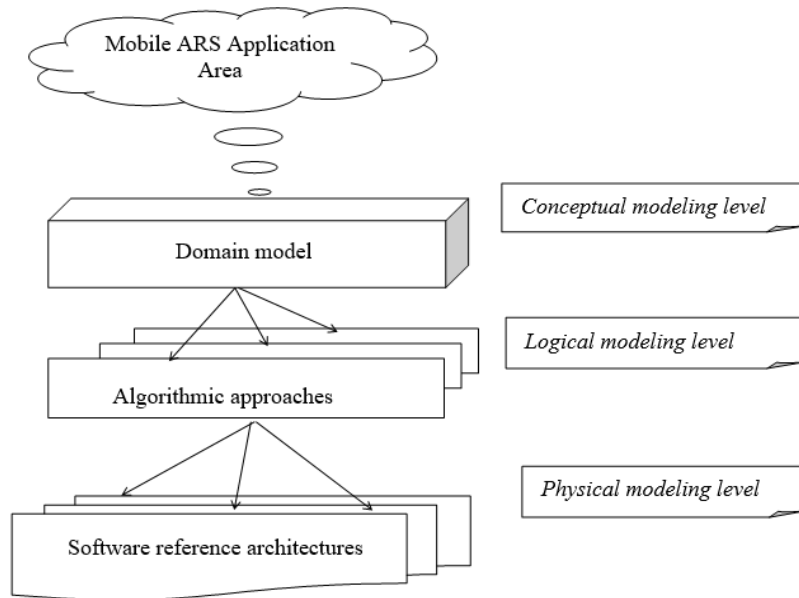 Mobile ARS Application
Area
Conceptual modeling level
Domain model
Logical modeling level
Algorithmic approaches
Physical modeling level
Software reference architectures